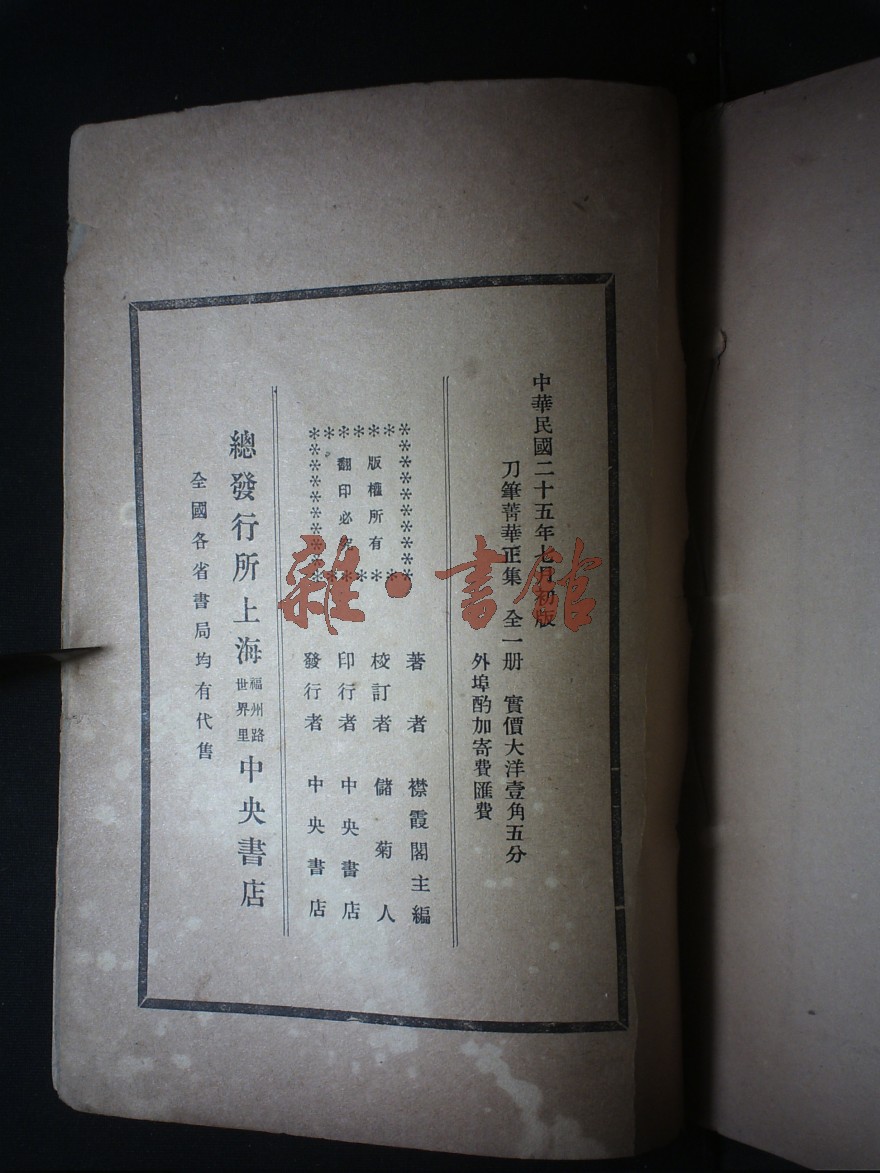 中華民國二十五年七月初版
刀筆菁華正集 全一册 實價大洋壹角五分
外埠酌加寄費匯費
版權所有
翻印必究
著者 襟霞閣主編
校訂者 儲菊人
印行者 中央書店
發行者 中央書店
總發行所上海福州路世界里中央書店
全國各省書局均有代售
雜·書館